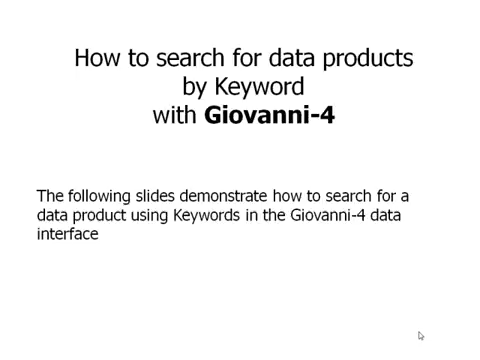 How to search for data products
by Keyword
with Giovanni-4
The following slides demonstrate how to search for a
data product using Keywords in the Giovanni-4 data
interface